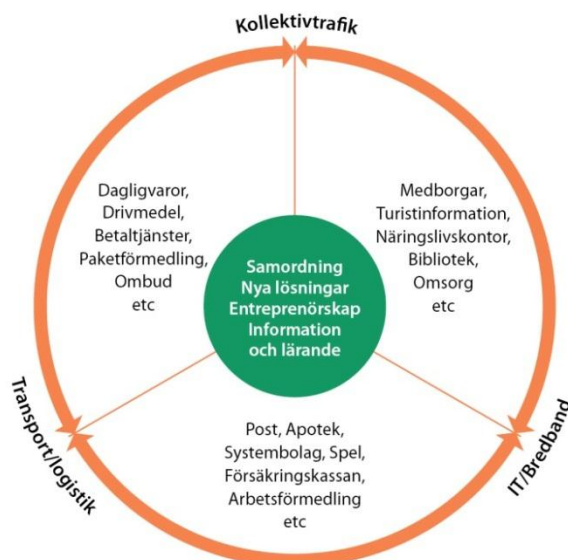 Kollektivtrafik
Dagligvaror,
Drivmedel,
Betaltjänster,
Paketförmedling,
Ombud
etc
Medborgar,
Turistinformation,
Näringslivskontor,
Bibliotek,
Omsorg
etc
Samordning
Nya lösningar
Entreprenörskap
Information
och lärande
Transport/logistik
Post, Apotek,
Systembolag, Spel,
Försäkringskassan,
Arbetsförmedling
etc
IT/Bredband